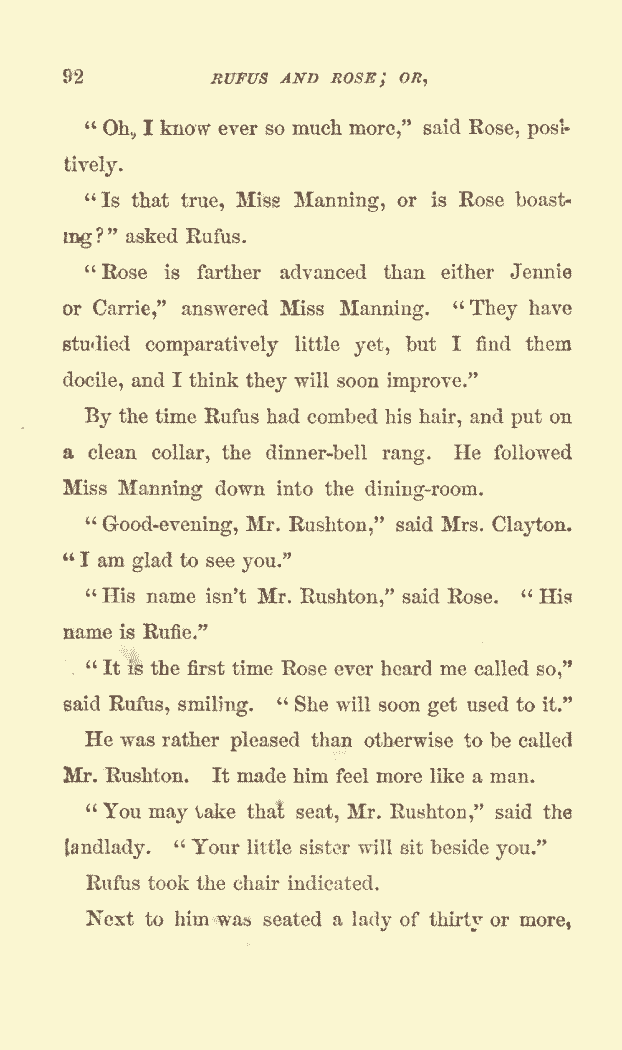 92 RUFUS AND ROSE; OR,
“Oh, I know ever so much more,” said Rose, posi-
tively.
“Is that true, Miss Manning, or is Rose boast-
ing?” asked Rufus.
“Rose is farther advanced than either Jennie
or Carrie,” answered Miss Manning. “They have
studied comparatively little yet, but I find them
docile, and I think they will soon improve.”
By the time Rufus had combed his hair, and put on
a clean collar, the dinner-bell rang. He followed
Miss Manning down into the dining-room.
“Good-evening, Mr. Rushton,” said Mrs. Clayton.
“I am glad to see you.”
“His name isn’t Mr. Rushton,” said Rose. “His
name is Rufie.”
“It is the first time Rose ever heard me called so,”
said Rufus, smiling. “She will soon get used to it.”
He was rather pleased than otherwise to be called
Mr. Rushton. It made him feel more like a man.
“You may take that seat, Mr. Rushton,” said the
landlady. “Your little sister will sit beside you.”
Rufus took the chair indicated.
Next to him was seated a lady of thirty or more,